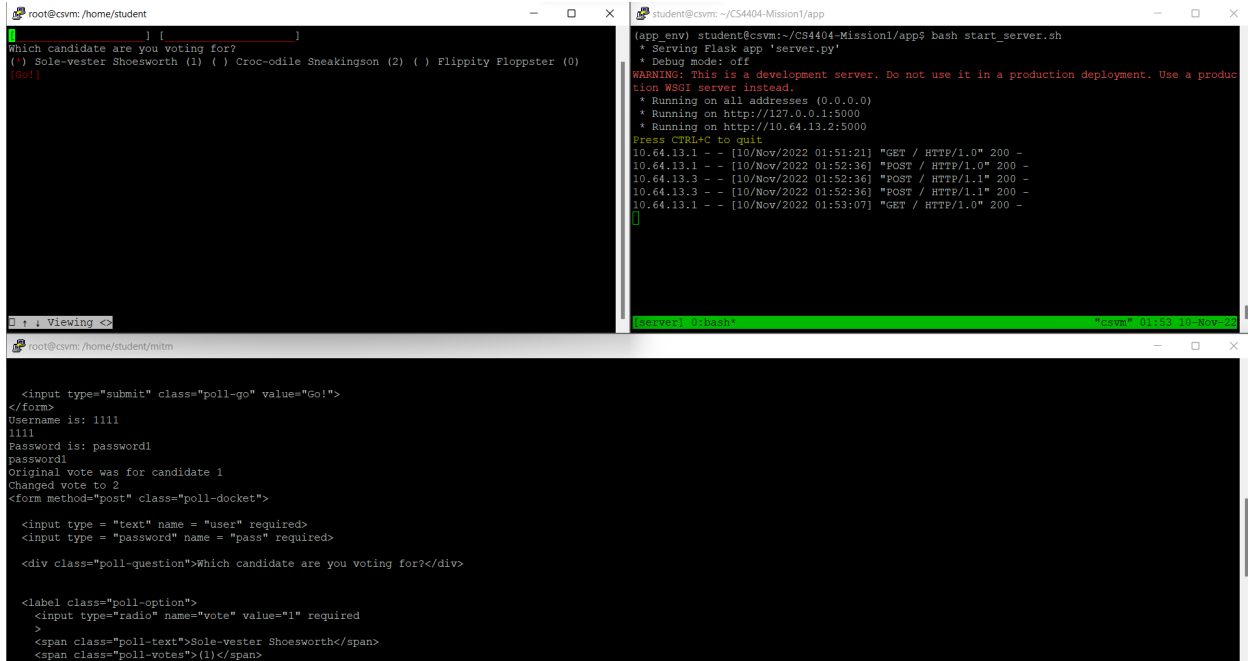 root@csvm: /home/student
[                    ] [                    ]
Which candidate are you voting for?
(*) Sole-vester Shoesworth (1) ( ) Croc-odile Sneakingson (2) ( ) Flippity Floppster (0)
[Go!]
↑ ↓ Viewing <>
student@csvm: ~/CS4404-Mission1/app
(app_env) student@csvm:~/CS4404-Mission1/app$ bash start_server.sh
 * Serving Flask app 'server.py'
 * Debug mode: off
WARNING: This is a development server. Do not use it in a production deployment. Use a produc
tion WSGI server instead.
 * Running on all addresses (0.0.0.0)
 * Running on http://127.0.0.1:5000
 * Running on http://10.64.13.2:5000
Press CTRL+C to quit
10.64.13.1 - - [10/Nov/2022 01:51:21] "GET / HTTP/1.0" 200 -
10.64.13.1 - - [10/Nov/2022 01:52:36] "POST / HTTP/1.0" 200 -
10.64.13.3 - - [10/Nov/2022 01:52:36] "POST / HTTP/1.1" 200 -
10.64.13.3 - - [10/Nov/2022 01:52:36] "POST / HTTP/1.1" 200 -
10.64.13.1 - - [10/Nov/2022 01:53:07] "GET / HTTP/1.0" 200 -
[server] 0:bash* "csvm" 01:53 10-Nov-22
root@csvm: /home/student/mitm
<input type="submit" class="poll-go" value="Go!">
</form>
Username is: 1111
1111
Password is: password1
password1
Original vote was for candidate 1
Changed vote to 2
<form method="post" class="poll-docket">
<input type = "text" name = "user" required>
<input type = "password" name = "pass" required>
<div class="poll-question">Which candidate are you voting for?</div>
<label class="poll-option">
<input type="radio" name="vote" value="1" required
>
<span class="poll-text">Sole-vester Shoesworth</span>
<span class="poll-votes">(1)</span>